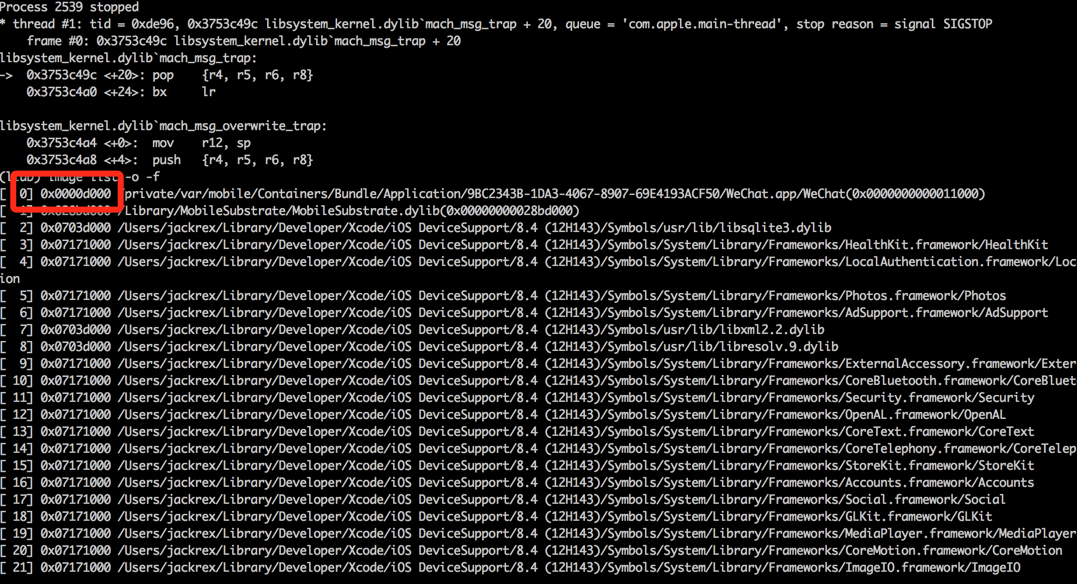 Process 2539 stopped
* thread #1: tid = 0xde96, 0x3753c49c libsystem_kernel.dylib`mach_msg_trap + 20, queue = 'com.apple.main-thread', stop reason = signal SIGSTOP
frame #0: 0x3753c49c libsystem_kernel.dylib`mach_msg_trap + 20
libsystem_kernel.dylib`mach_msg_trap:
-> 0x3753c49c <+20>: pop {r4, r5, r6, r8}
0x3753c4a0 <+24>: bx lr
libsystem_kernel.dylib`mach_msg_overwrite_trap:
0x3753c4a4 <+0>: mov r12, sp
0x3753c4a8 <+4>: push {r4, r5, r6, r8}
(lldb) image list -o -f
[ 0] 0x0000d000 /private/var/mobile/Containers/Bundle/Application/9BC2343B-1DA3-4067-8907-69E4193ACF50/WeChat.app/WeChat(0x0000000000011000)
[ 1] 0x028bd000 /Library/MobileSubstrate/MobileSubstrate.dylib(0x00000000028bd000)
[ 2] 0x0703d000 /Users/jackrex/Library/Developer/Xcode/iOS DeviceSupport/8.4 (12H143)/Symbols/usr/lib/libsqlite3.dylib
[ 3] 0x07171000 /Users/jackrex/Library/Developer/Xcode/iOS DeviceSupport/8.4 (12H143)/Symbols/System/Library/Frameworks/HealthKit.framework/HealthKit
[ 4] 0x07171000 /Users/jackrex/Library/Developer/Xcode/iOS DeviceSupport/8.4 (12H143)/Symbols/System/Library/Frameworks/LocalAuthentication.framework/Loc
ion
[ 5] 0x07171000 /Users/jackrex/Library/Developer/Xcode/iOS DeviceSupport/8.4 (12H143)/Symbols/System/Library/Frameworks/Photos.framework/Photos
[ 6] 0x07171000 /Users/jackrex/Library/Developer/Xcode/iOS DeviceSupport/8.4 (12H143)/Symbols/System/Library/Frameworks/AdSupport.framework/AdSupport
[ 7] 0x0703d000 /Users/jackrex/Library/Developer/Xcode/iOS DeviceSupport/8.4 (12H143)/Symbols/usr/lib/libxml2.2.dylib
[ 8] 0x0703d000 /Users/jackrex/Library/Developer/Xcode/iOS DeviceSupport/8.4 (12H143)/Symbols/usr/lib/libresolv.9.dylib
[ 9] 0x07171000 /Users/jackrex/Library/Developer/Xcode/iOS DeviceSupport/8.4 (12H143)/Symbols/System/Library/Frameworks/ExternalAccessory.framework/Exter
[ 10] 0x07171000 /Users/jackrex/Library/Developer/Xcode/iOS DeviceSupport/8.4 (12H143)/Symbols/System/Library/Frameworks/CoreBluetooth.framework/CoreBluet
[ 11] 0x07171000 /Users/jackrex/Library/Developer/Xcode/iOS DeviceSupport/8.4 (12H143)/Symbols/System/Library/Frameworks/Security.framework/Security
[ 12] 0x07171000 /Users/jackrex/Library/Developer/Xcode/iOS DeviceSupport/8.4 (12H143)/Symbols/System/Library/Frameworks/OpenAL.framework/OpenAL
[ 13] 0x07171000 /Users/jackrex/Library/Developer/Xcode/iOS DeviceSupport/8.4 (12H143)/Symbols/System/Library/Frameworks/CoreText.framework/CoreText
[ 14] 0x07171000 /Users/jackrex/Library/Developer/Xcode/iOS DeviceSupport/8.4 (12H143)/Symbols/System/Library/Frameworks/CoreTelephony.framework/CoreTelep
[ 15] 0x07171000 /Users/jackrex/Library/Developer/Xcode/iOS DeviceSupport/8.4 (12H143)/Symbols/System/Library/Frameworks/StoreKit.framework/StoreKit
[ 16] 0x07171000 /Users/jackrex/Library/Developer/Xcode/iOS DeviceSupport/8.4 (12H143)/Symbols/System/Library/Frameworks/Accounts.framework/Accounts
[ 17] 0x07171000 /Users/jackrex/Library/Developer/Xcode/iOS DeviceSupport/8.4 (12H143)/Symbols/System/Library/Frameworks/Social.framework/Social
[ 18] 0x07171000 /Users/jackrex/Library/Developer/Xcode/iOS DeviceSupport/8.4 (12H143)/Symbols/System/Library/Frameworks/GLKit.framework/GLKit
[ 19] 0x07171000 /Users/jackrex/Library/Developer/Xcode/iOS DeviceSupport/8.4 (12H143)/Symbols/System/Library/Frameworks/MediaPlayer.framework/MediaPlayer
[ 20] 0x07171000 /Users/jackrex/Library/Developer/Xcode/iOS DeviceSupport/8.4 (12H143)/Symbols/System/Library/Frameworks/CoreMotion.framework/CoreMotion
[ 21] 0x07171000 /Users/jackrex/Library/Developer/Xcode/iOS DeviceSupport/8.4 (12H143)/Symbols/System/Library/Frameworks/ImageIO.framework/ImageIO